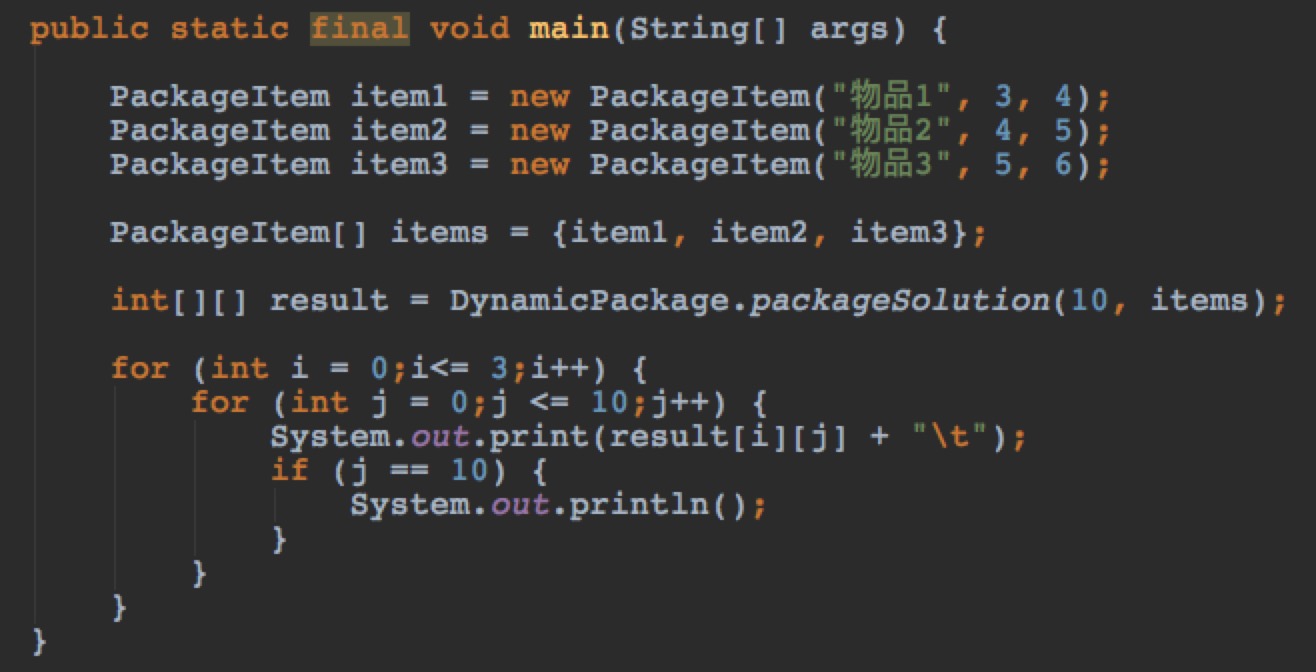 public static final void main(String[] args) {
PackageItem item1 = new PackageItem("物品1", 3, 4);
PackageItem item2 = new PackageItem("物品2", 4, 5);
PackageItem item3 = new PackageItem("物品3", 5, 6);
PackageItem[] items = {item1, item2, item3};
int[][] result = DynamicPackage.packageSolution(10, items);
for (int i = 0;i<= 3;i++) {
for (int j = 0;j <= 10;j++) {
System.out.print(result[i][j] + "\t");
if (j == 10) {
System.out.println();
}
}
}
}